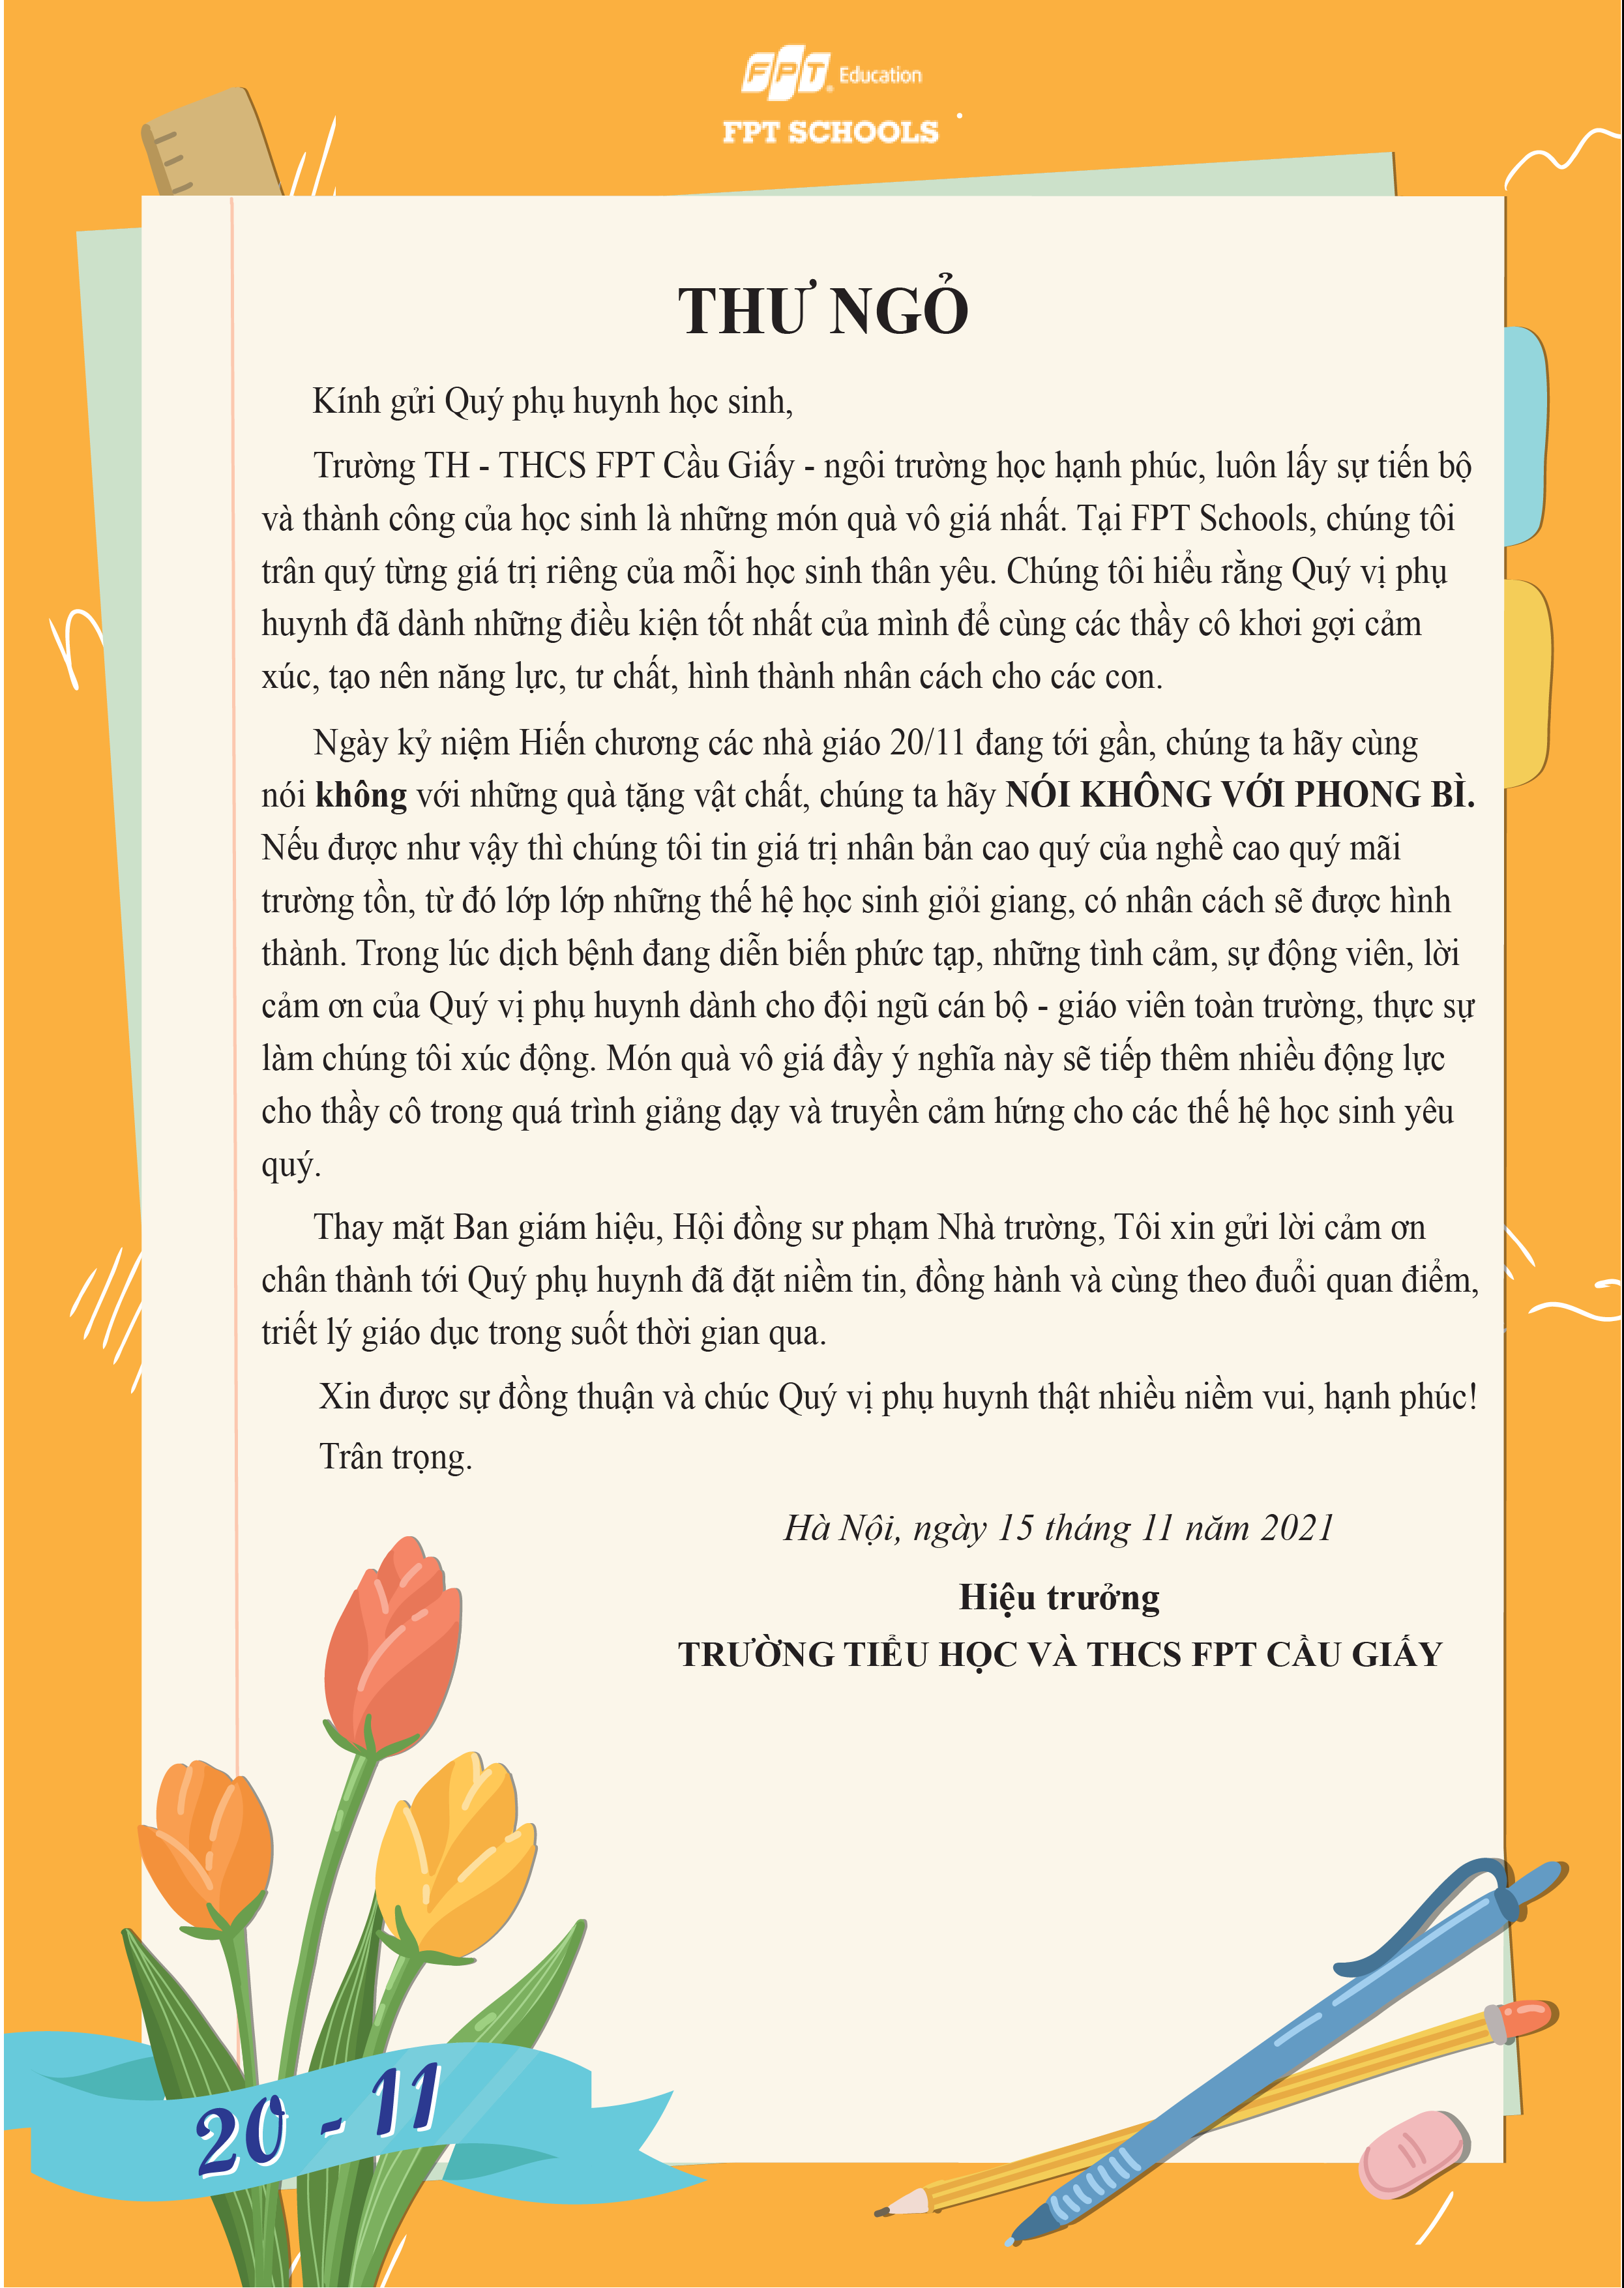 FPT Education
FPT SCHOOLS
THƯ NGỎ
Kính gửi Quý phụ huynh học sinh,
Trường TH - THCS FPT Cầu Giấy - ngôi trường học hạnh phúc, luôn lấy sự tiến bộ
và thành công của học sinh là những món quà vô giá nhất. Tại FPT Schools, chúng tôi
trân quý từng giá trị riêng của mỗi học sinh thân yêu. Chúng tôi hiểu rằng Quý vị phụ
huynh đã dành những điều kiện tốt nhất của mình để cùng các thầy cô khơi gợi cảm
xúc, tạo nên năng lực, tư chất, hình thành nhân cách cho các con.
Ngày kỷ niệm Hiến chương các nhà giáo 20/11 đang tới gần, chúng ta hãy cùng
nói không với những quà tặng vật chất, chúng ta hãy NÓI KHÔNG VỚI PHONG BÌ.
Nếu được như vậy thì chúng tôi tin giá trị nhân bản cao quý của nghề cao quý mãi
trường tồn, từ đó lớp lớp những thế hệ học sinh giỏi giang, có nhân cách sẽ được hình
thành. Trong lúc dịch bệnh đang diễn biến phức tạp, những tình cảm, sự động viên, lời
cảm ơn của Quý vị phụ huynh dành cho đội ngũ cán bộ - giáo viên toàn trường, thực sự
làm chúng tôi xúc động. Món quà vô giá đầy ý nghĩa này sẽ tiếp thêm nhiều động lực
cho thầy cô trong quá trình giảng dạy và truyền cảm hứng cho các thế hệ học sinh yêu
quý.
Thay mặt Ban giám hiệu, Hội đồng sư phạm Nhà trường, Tôi xin gửi lời cảm ơn
chân thành tới Quý phụ huynh đã đặt niềm tin, đồng hành và cùng theo đuổi quan điểm,
triết lý giáo dục trong suốt thời gian qua.
Xin được sự đồng thuận và chúc Quý vị phụ huynh thật nhiều niềm vui, hạnh phúc!
Trân trọng.
Hà Nội, ngày 15 tháng 11 năm 2021
Hiệu trưởng
TRƯỜNG TIỂU HỌC VÀ THCS FPT CẦU GIẤY
20 - 11